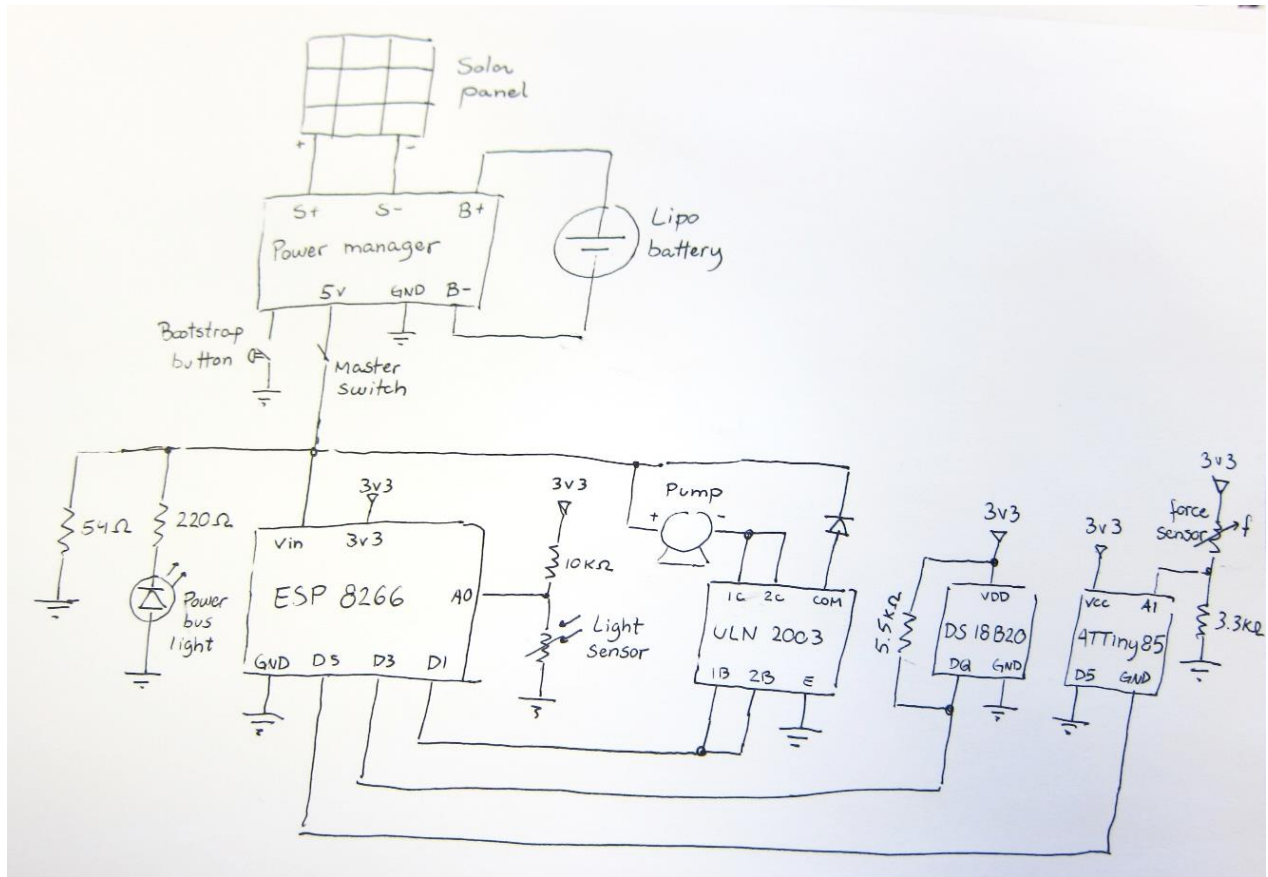 Solar
panel
+ -
S+ S- B+
Power manager
5v GND B-
Lipo
battery
Bootstrap
button
Master
switch
54Ω
220Ω
Power
bus
light
3v3
Vin 3v3
ESP 8266
A0
GND D5 D3 D1
3v3
10KΩ
Light
Sensor
Pump
+ -
1C 2C COM
ULN 2003
1B 2B E
3v3
5.5kΩ
VDD
DS 18B20
DQ GND
3v3
VCC A1
ATTiny85
D5 GND
3v3
force
sensor
f
3.3kΩ